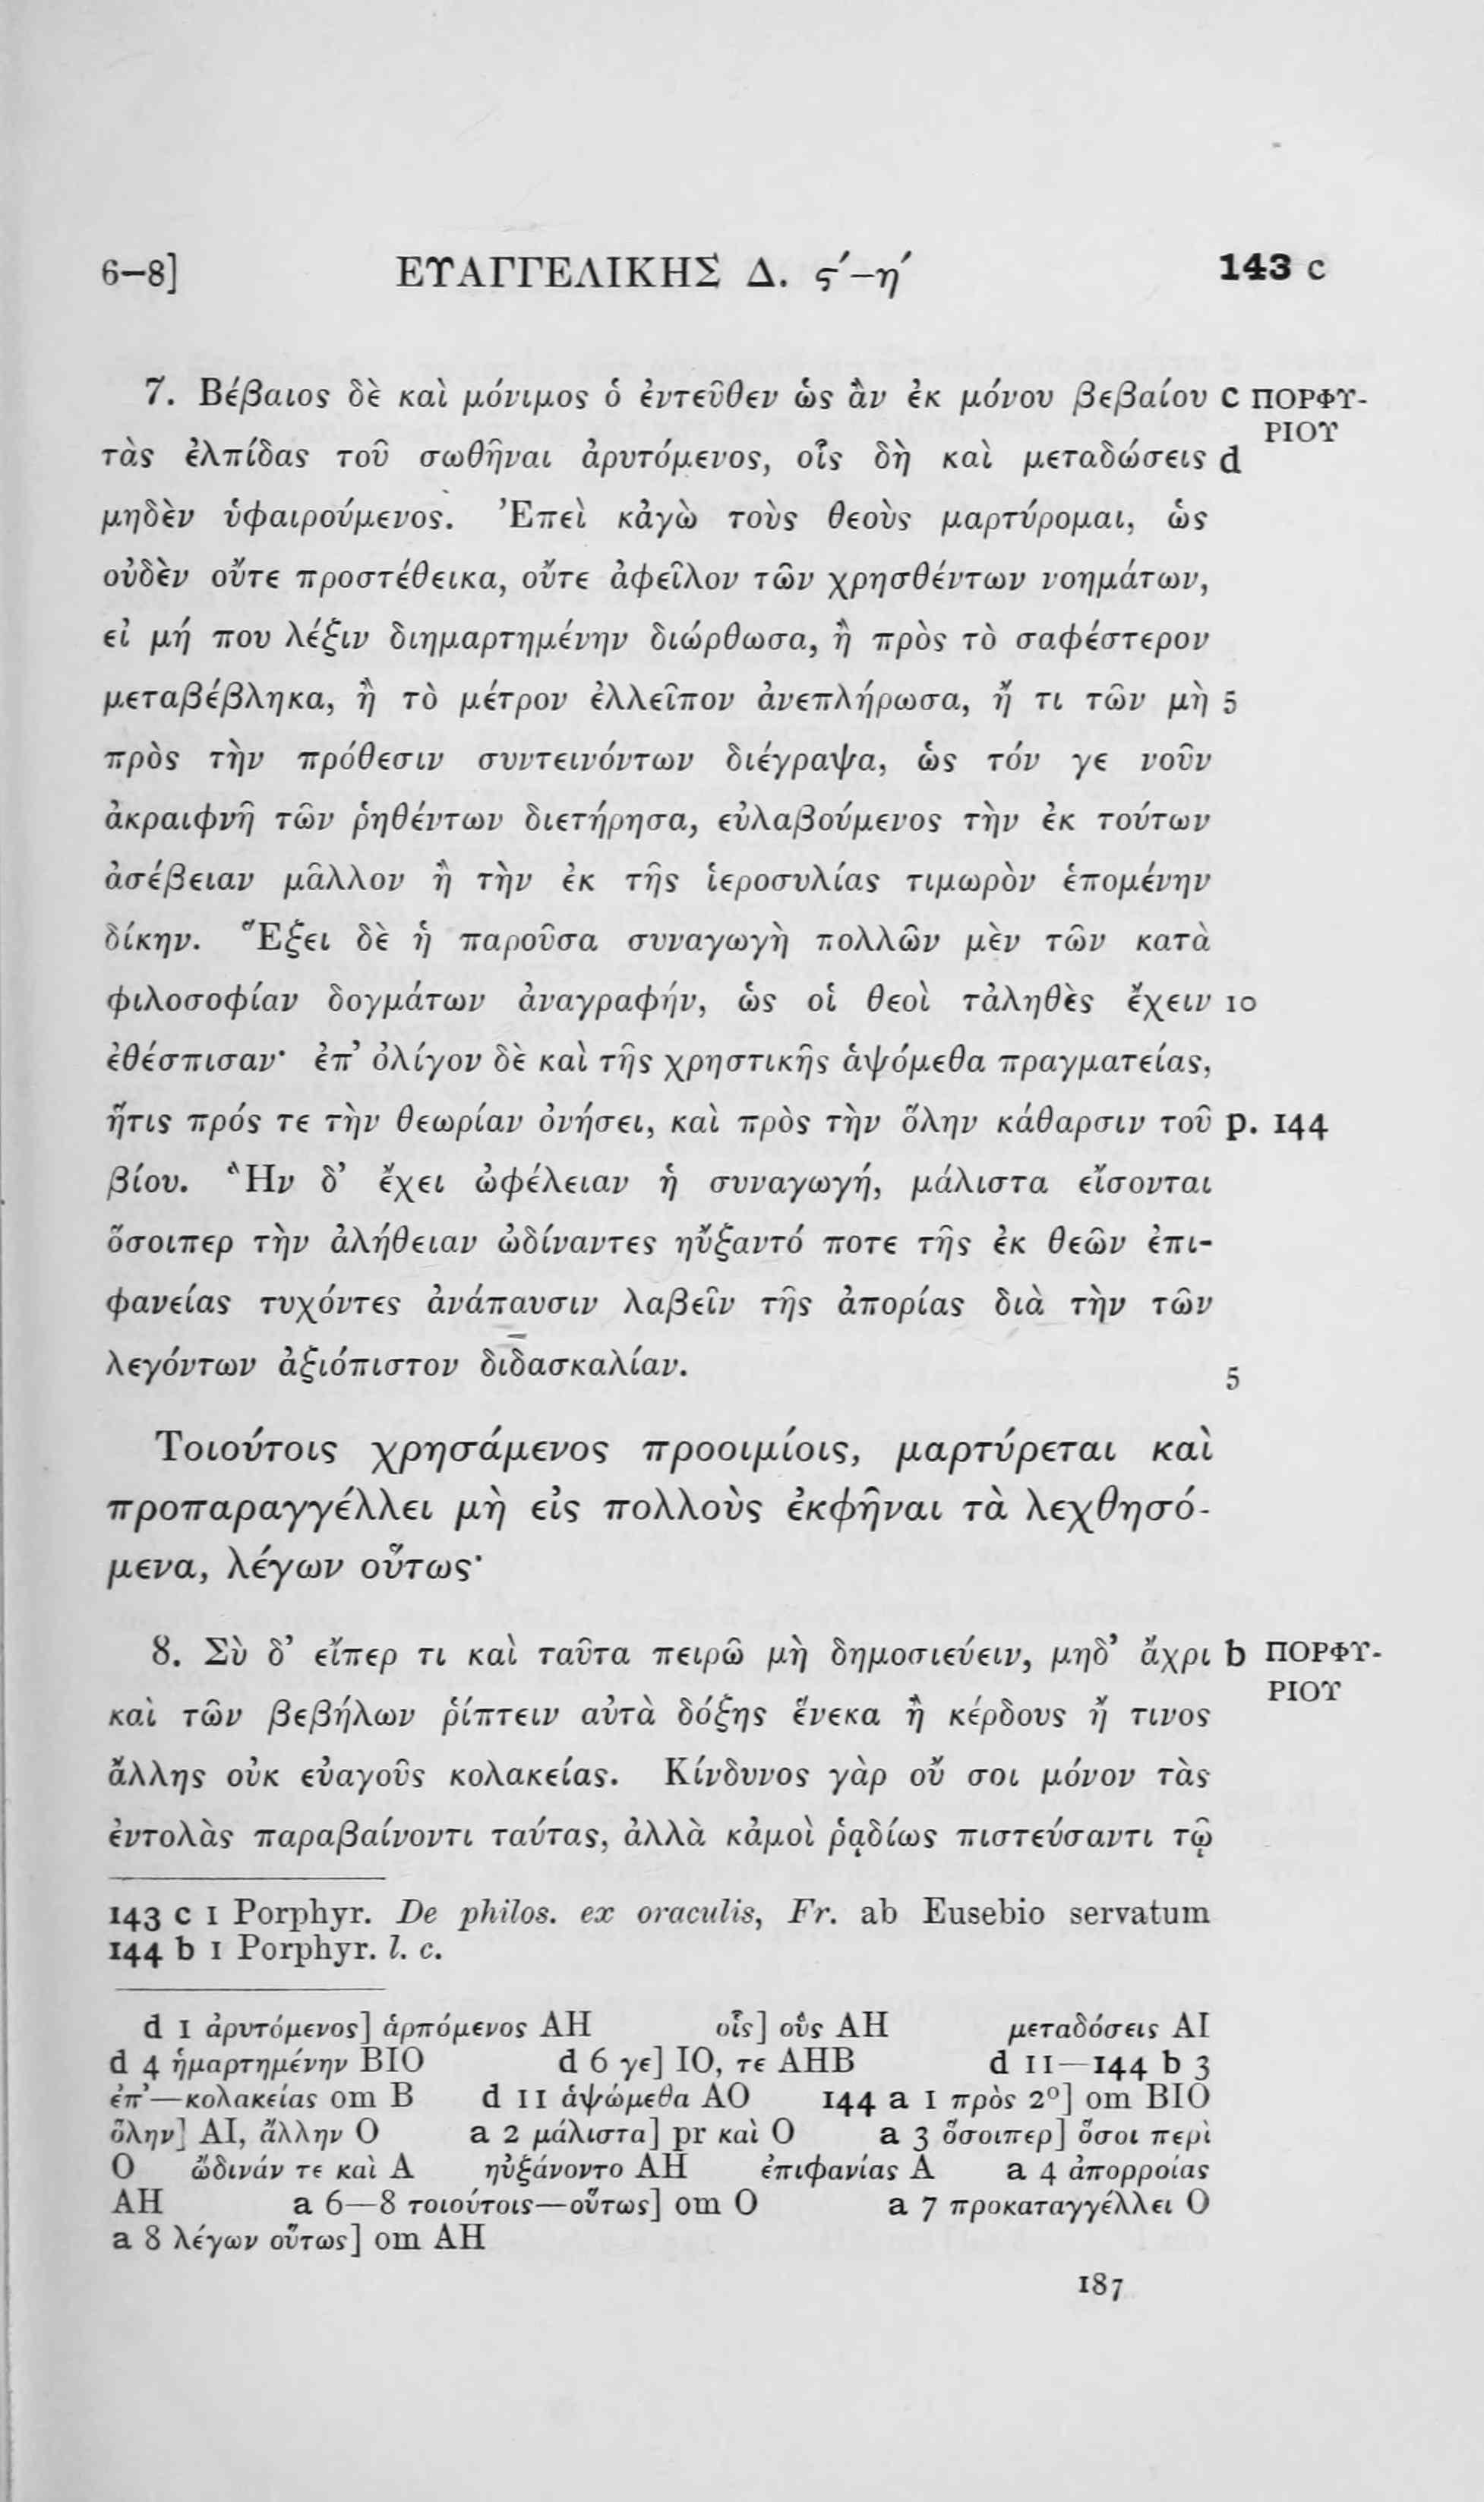 6–8] ΕΥΑΓΓΕΛΙΚΗΣ Δ. ϛ´–η´ 143 c
7. Βέβαιος δὲ καὶ μόνιμος ὁ ἐντεῦθεν ὡς ἂν ἐκ μόνου βεβαίου c ΠΟΡΦΥ-
ΡΙΟΥ
τὰς ἐλπίδας τοῦ σωθῆναι ἀρυτόμενος, οἷς δὴ καὶ μεταδώσεις d
μηδὲν ὑφαιρούμενος. Ἐπεὶ κἀγὼ τοὺς θεοὺς μαρτύρομαι, ὡς
οὐδὲν οὔτε προστέθεικα, οὔτε ἀφεῖλον τῶν χρησθέντων νοημάτων,
εἰ μή που λέξιν διημαρτημένην διώρθωσα, ἢ πρὸς τὸ σαφέστερον
μεταβέβληκα, ἢ τὸ μέτρον ἐλλεῖπον ἀνεπλήρωσα, ἤ τι τῶν μὴ 5
πρὸς τὴν πρόθεσιν συντεινόντων διέγραψα, ὡς τόν γε νοῦν
ἀκραιφνῆ τῶν ῥηθέντων διετήρησα, εὐλαβούμενος τὴν ἐκ τούτων
ἀσέβειαν μᾶλλον ἢ τὴν ἐκ τῆς ἱεροσυλίας τιμωρὸν ἑπομένην
δίκην. Ἕξει δὲ ἡ παροῦσα συναγωγὴ πολλῶν μὲν τῶν κατὰ
φιλοσοφίαν δογμάτων ἀναγραφήν, ὡς οἱ θεοὶ τἀληθὲς ἔχειν 10
ἐθέσπισαν· ἐπ’ ὀλίγον δὲ καὶ τῆς χρηστικῆς ἁψόμεθα πραγματείας,
ἥτις πρός τε τὴν θεωρίαν ὀνήσει, καὶ πρὸς τὴν ὅλην κάθαρσιν τοῦ p. 144
βίου. Ἣν δ’ ἔχει ὠφέλειαν ἡ συναγωγή, μάλιστα εἴσονται
ὅσοιπερ τὴν ἀλήθειαν ὠδίναντες ηὔξαντό ποτε τῆς ἐκ θεῶν ἐπι-
φανείας τυχόντες ἀνάπαυσιν λαβεῖν τῆς ἀπορίας διὰ τὴν τῶν
λεγόντων ἀξιόπιστον διδασκαλίαν. 5
Τοιούτοις χρησάμενος προοιμίοις, μαρτύρεται καὶ
προπαραγγέλλει μὴ εἰς πολλοὺς ἐκφῆναι τὰ λεχθησό-
μενα, λέγων οὕτως·
8. Σὺ δ’ εἴπερ τι καὶ ταῦτα πειρῶ μὴ δημοσιεύειν, μηδ’ ἄχρι b ΠΟΡΦΥ-
ΡΙΟΥ
καὶ τῶν βεβήλων ῥίπτειν αὐτὰ δόξης ἕνεκα ἢ κέρδους ἤ τινος
ἄλλης οὐκ εὐαγοῦς κολακείας. Κίνδυνος γὰρ οὔ σοι μόνον τὰς
ἐντολὰς παραβαίνοντι ταύτας, ἀλλὰ κἀμοὶ ῥᾳδίως πιστεύσαντι τῷ
143 c 1 Porphyr. De philos. ex oraculis, Fr. ab Eusebio servatum
144 b 1 Porphyr. l. c.
d 1 ἀρυτόμενος] ἁρπόμενος AH οἷς] οὓς AH μεταδόσεις AI
d 4 ἡμαρτημένην BIO d 6 γε] IO, τε AHB d 11—144 b 3
ἐπ’—κολακείας om B d 11 ἁψώμεθα AO 144 a 1 πρὸς 2º] om BIO
ὅλην] AI, ἄλλην O a 2 μάλιστα] pr καὶ O a 3 ὅσοιπερ] ὅσοι περὶ
O ὤδινάν τε καὶ A ηὐξάνοντο AH ἐπιφανίας A a 4 ἀπορροίας
AH a 6—8 τοιούτοις—οὕτως] om O a 7 προκαταγγέλλει O
a 8 λέγων οὕτως] om AH
187